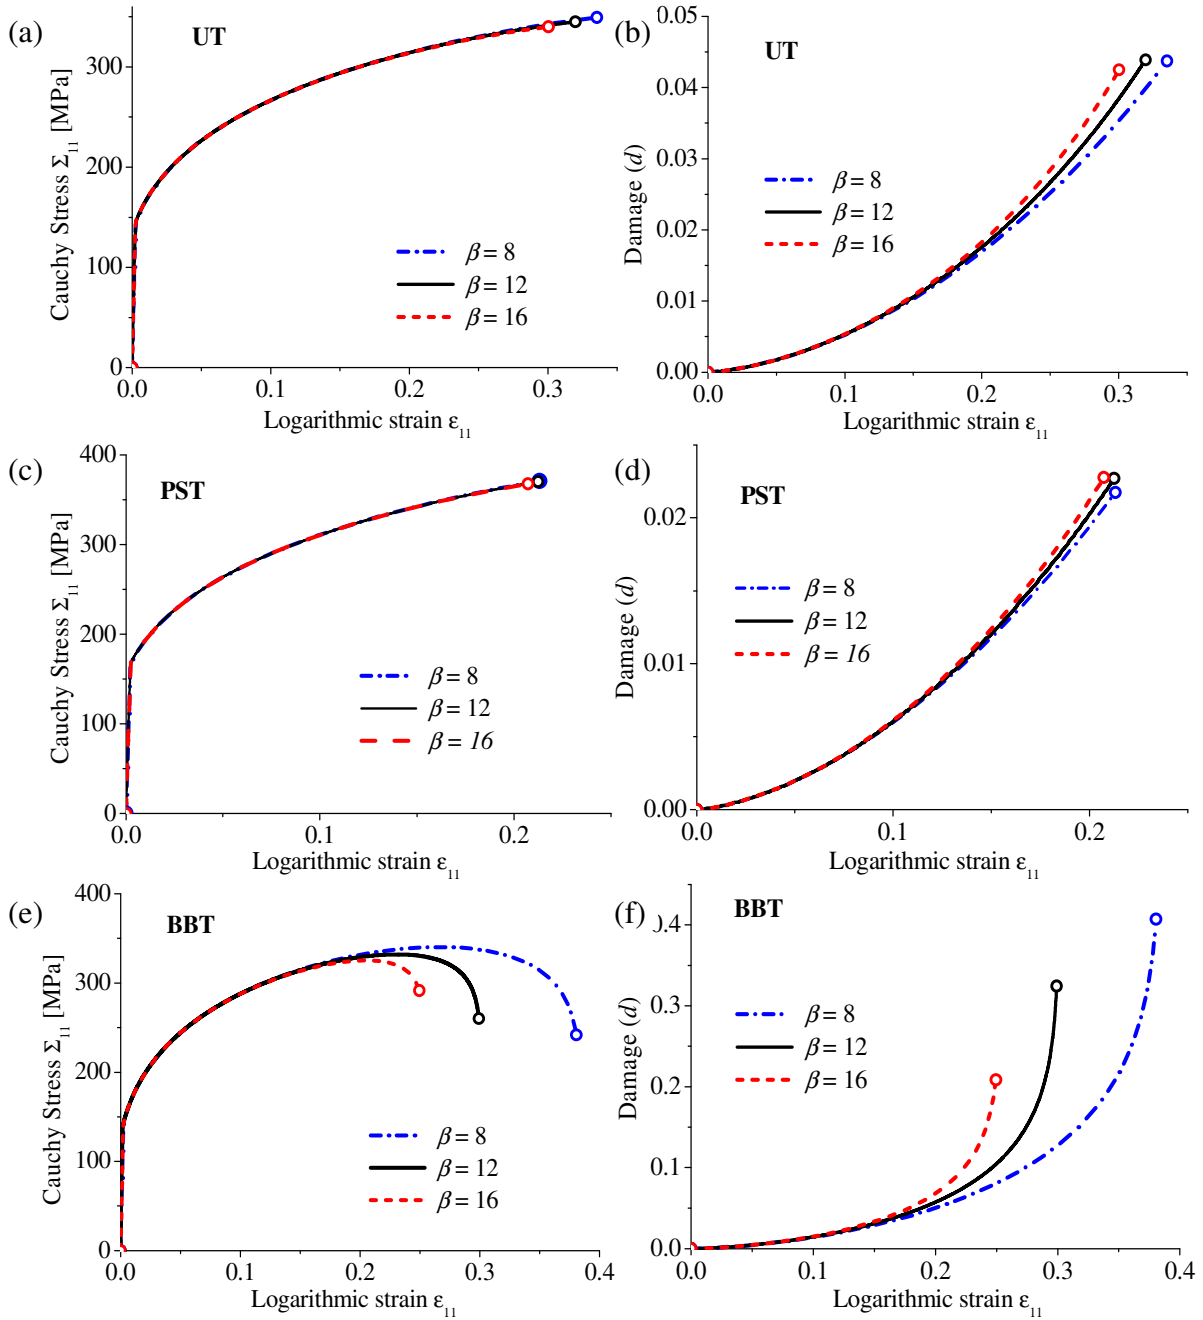 (a)
UT
Cauchy Stress Σ₁₁ [MPa]
300
200
100
0
0.0
0.1
0.2
0.3
β = 8
β = 12
β = 16
Logarithmic strain ε₁₁
(b)
UT
Damage (d)
0.05
0.04
0.03
0.02
0.01
0.00
0.0
0.1
0.2
0.3
β = 8
β = 12
β = 16
Logarithmic strain ε₁₁
(c)
PST
Cauchy Stress Σ₁₁ [MPa]
400
300
200
100
0
0.0
0.1
0.2
β = 8
β = 12
β = 16
Logarithmic strain ε₁₁
(d)
PST
Damage (d)
0.02
0.01
0.00
0.0
0.1
0.2
β = 8
β = 12
β = 16
Logarithmic strain ε₁₁
(e)
BBT
Cauchy Stress Σ₁₁ [MPa]
400
300
200
100
0
0.0
0.1
0.2
0.3
0.4
β = 8
β = 12
β = 16
Logarithmic strain ε₁₁
(f)
BBT
Damage (d)
0.4
0.3
0.2
0.1
0.0
0.0
0.1
0.2
0.3
0.4
β = 8
β = 12
β = 16
Logarithmic strain ε₁₁